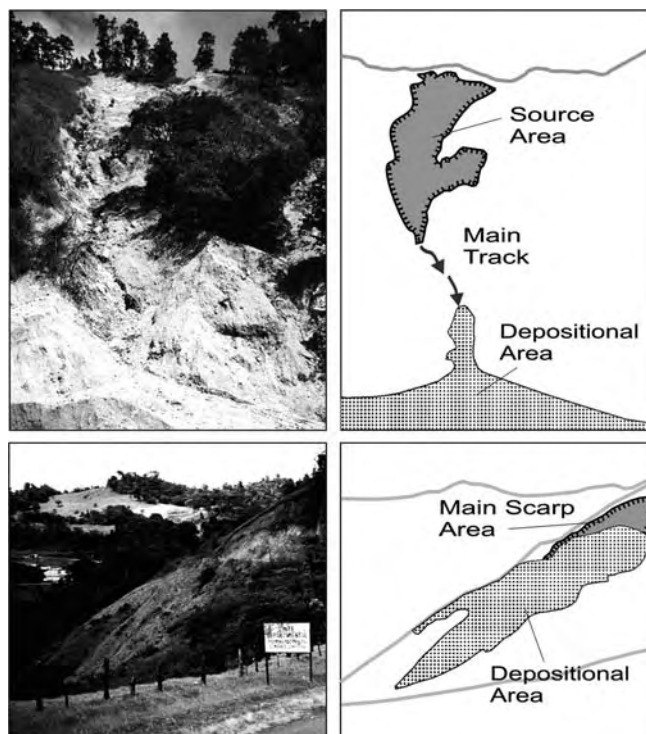 Source
Area
Main
Track
Depositional
Area
Main Scarp
Area
Depositional
Area